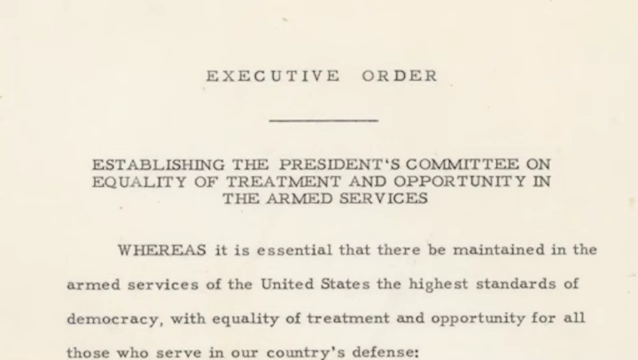 EXECUTIVE ORDER
ESTABLISHING THE PRESIDENT'S COMMITTEE ON
EQUALITY OF TREATMENT AND OPPORTUNITY IN
THE ARMED SERVICES
WHEREAS it is essential that there be maintained in the
armed services of the United States the highest standards of
democracy, with equality of treatment and opportunity for all
those who serve in our country's defense: